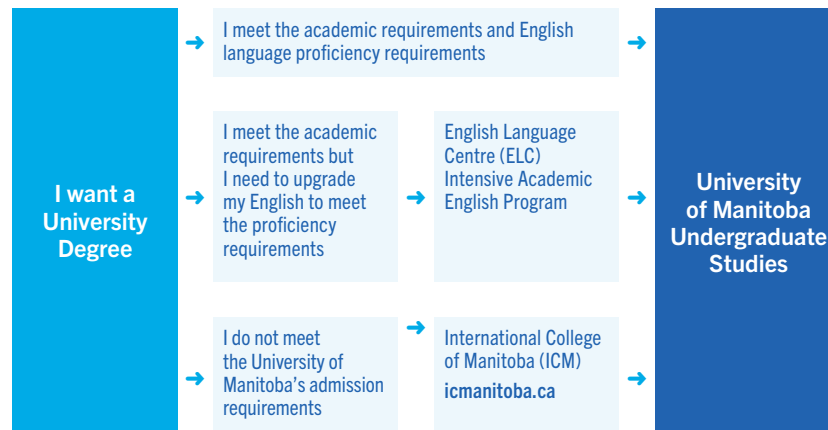 I want a
University
Degree
I meet the academic requirements and English
language proficiency requirements
I meet the academic
requirements but
I need to upgrade
my English to meet
the proficiency
requirements
English Language
Centre (ELC)
Intensive Academic
English Program
I do not meet
the University of
Manitoba’s admission
requirements
International College
of Manitoba (ICM)
icmanitoba.ca
University
of Manitoba
Undergraduate
Studies